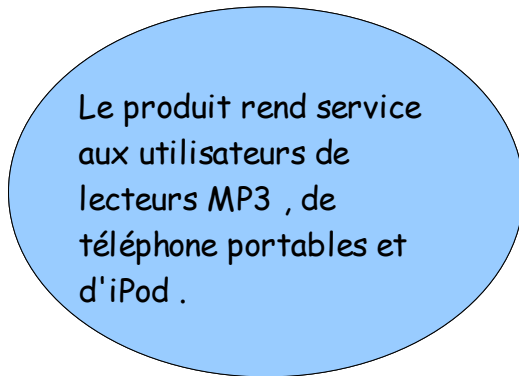 Le produit rend service
aux utilisateurs de
lecteurs MP3 , de
téléphone portables et
d'iPod .